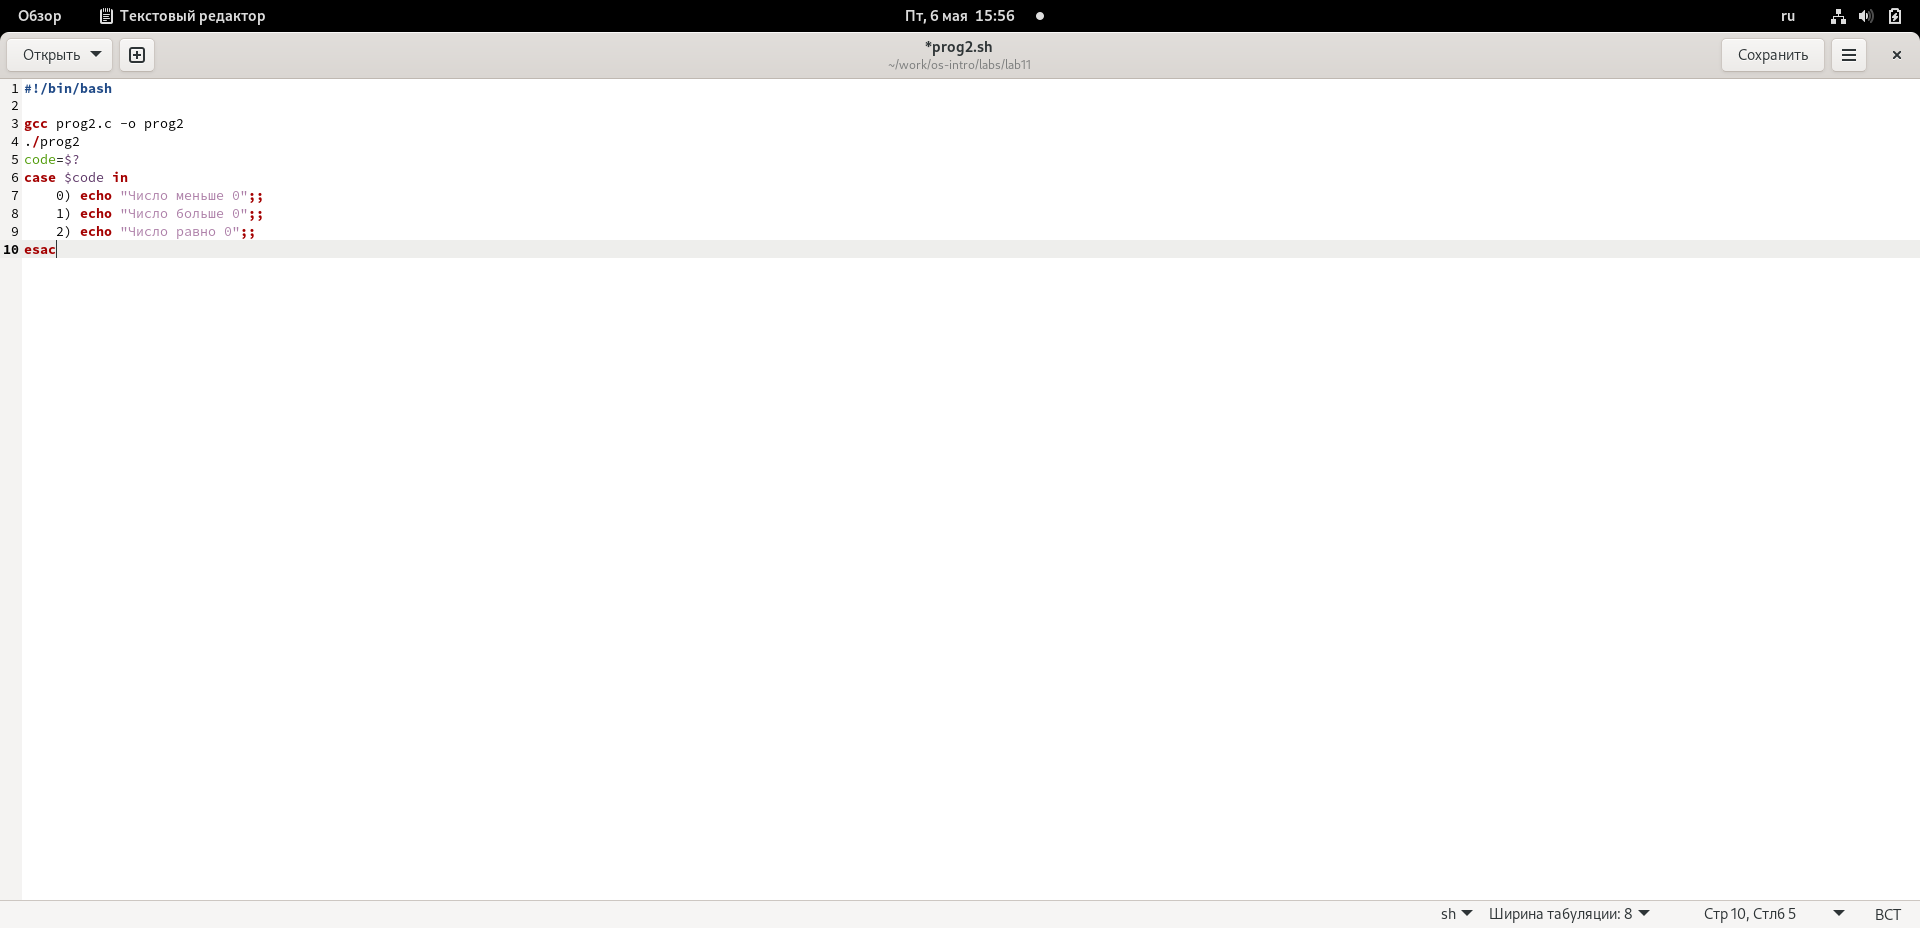 Обзор Текстовый редактор Пт, 6 мая 15:56 ru
Открыть *prog2.sh Сохранить
~/work/os-intro/labs/lab11
1 #!/bin/bash
2
3 gcc prog2.c -o prog2
4 ./prog2
5 code=$?
6 case $code in
7     0) echo "Число меньше 0";;
8     1) echo "Число больше 0";;
9     2) echo "Число равно 0";;
10 esac
sh Ширина табуляции: 8 Стр 10, Стлб 5 ВСТ